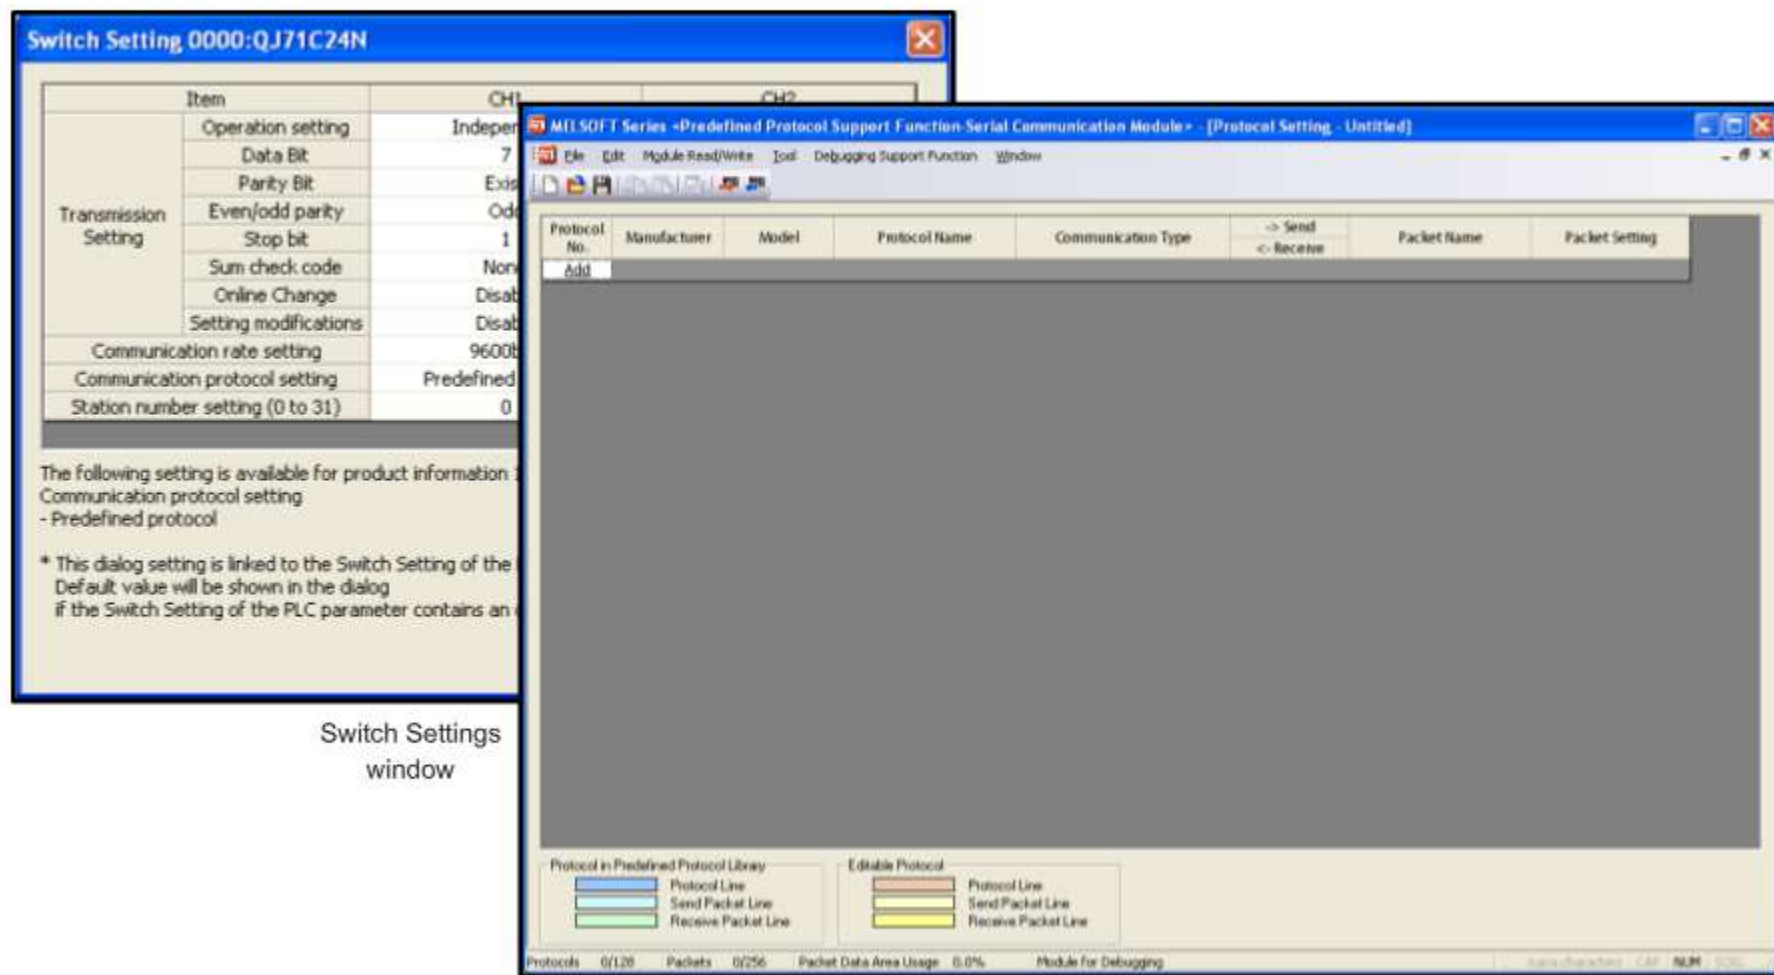 Switch Setting 0000:QJ71C24N
Item CH1 CH2
Transmission Setting
Operation setting Indepen
Data Bit 7
Parity Bit Exis
Even/odd parity Odd
Stop bit 1
Sum check code Non
Online Change Disab
Setting modifications Disab
Communication rate setting 9600b
Communication protocol setting Predefined
Station number setting (0 to 31) 0
The following setting is available for product information
Communication protocol setting
- Predefined protocol
* This dialog setting is linked to the Switch Setting of the
Default value will be shown in the dialog
if the Switch Setting of the PLC parameter contains an
Switch Settings
window
MELSOFT Series <Predefined Protocol Support Function-Serial Communication Module> - [Protocol Setting - Untitled]
File Edit Module Read/Write Tool Debugging Support Function Window
Protocol No. Manufacturer Model Protocol Name Communication Type -> Send <- Receive Packet Name Packet Setting
Add
Protocol in Predefined Protocol Library
Protocol Line
Send Packet Line
Receive Packet Line
Editable Protocol
Protocol Line
Send Packet Line
Receive Packet Line
Protocols 0/128 Packets 0/256 Packet Data Area Usage 0.0% Module for Debugging CAP NUM SCRL